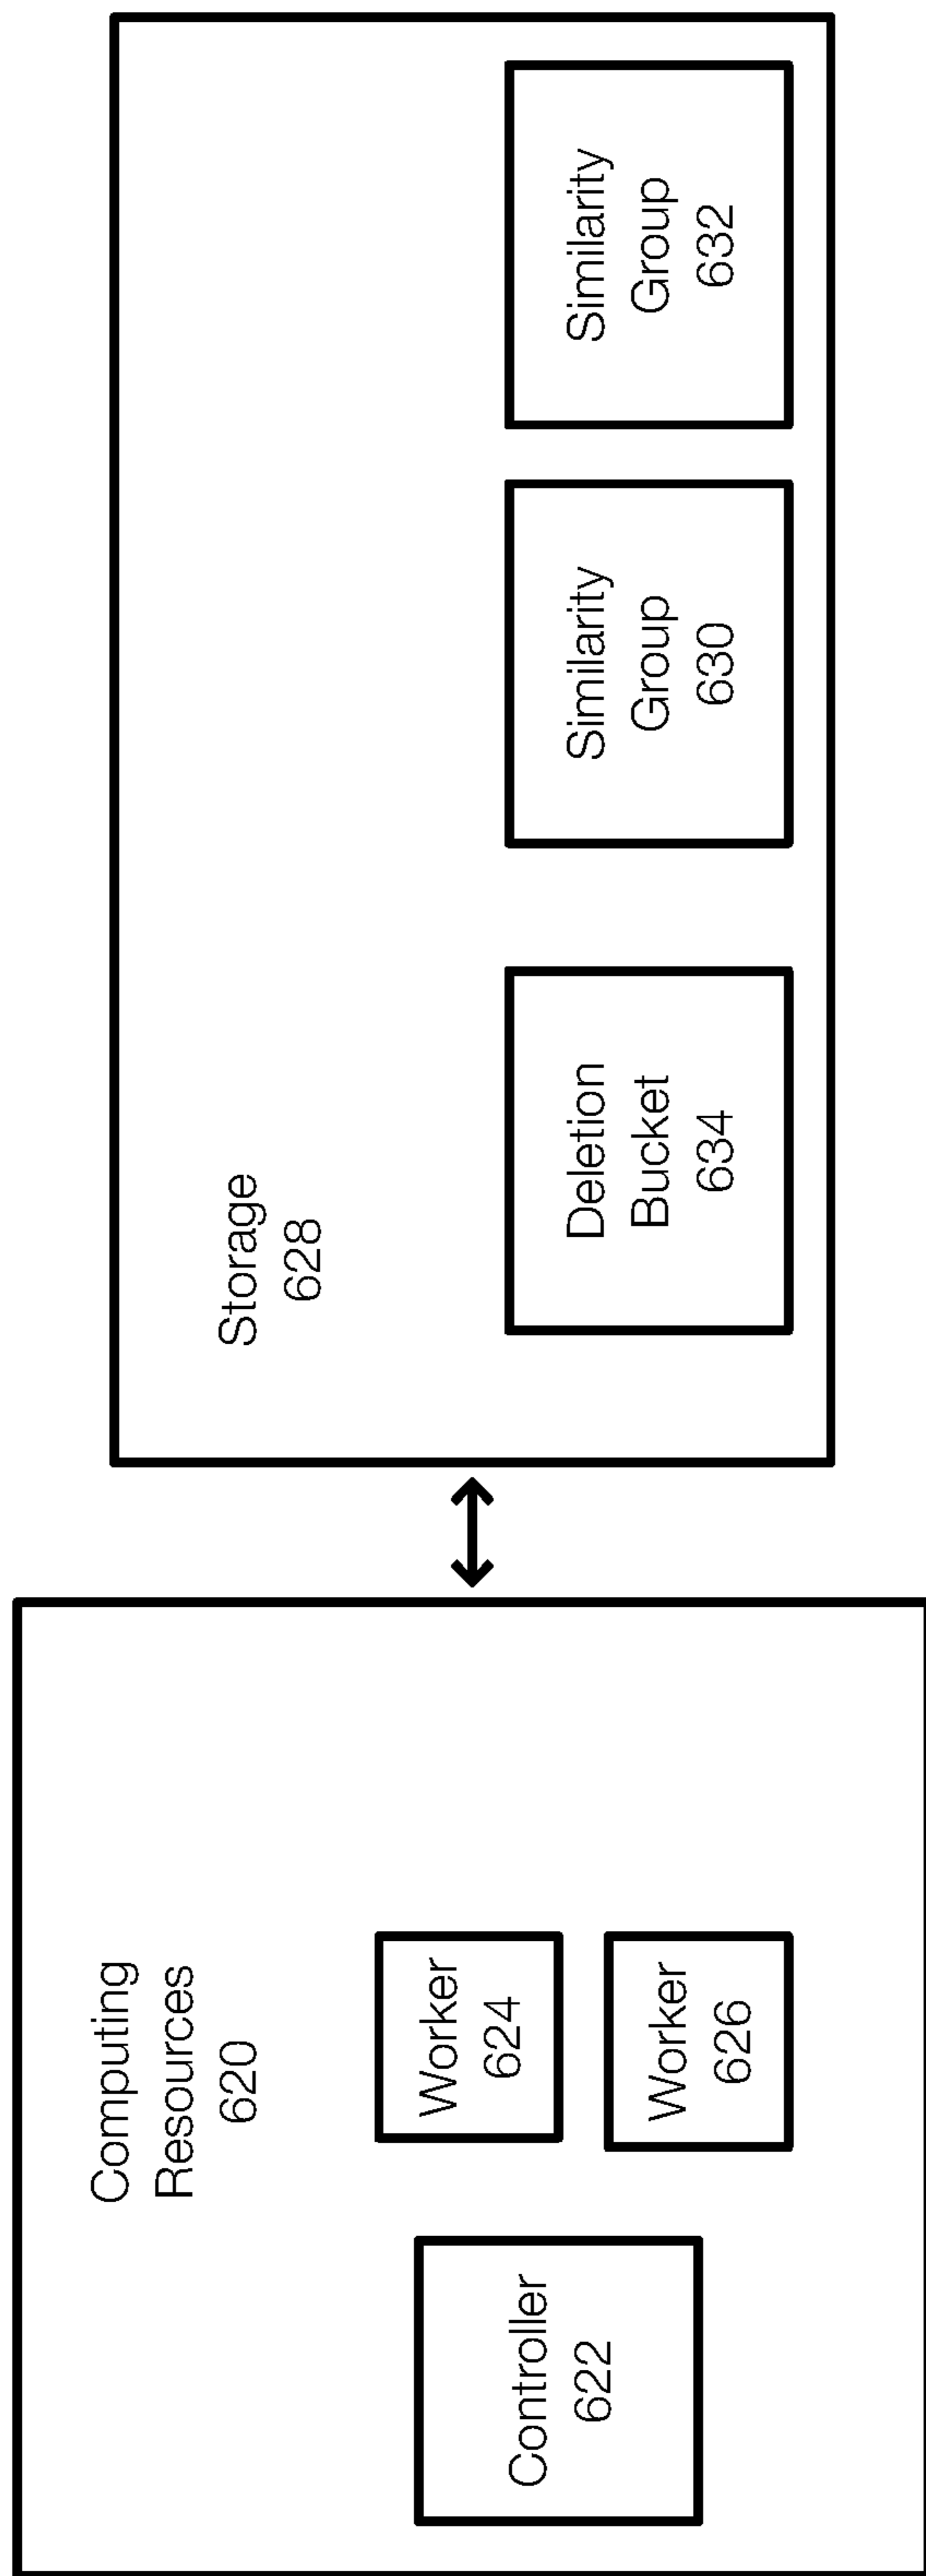 Computing
Resources
620
Controller
622
Worker
624
Worker
626
Storage
628
Deletion
Bucket
634
Similarity
Group
630
Similarity
Group
632